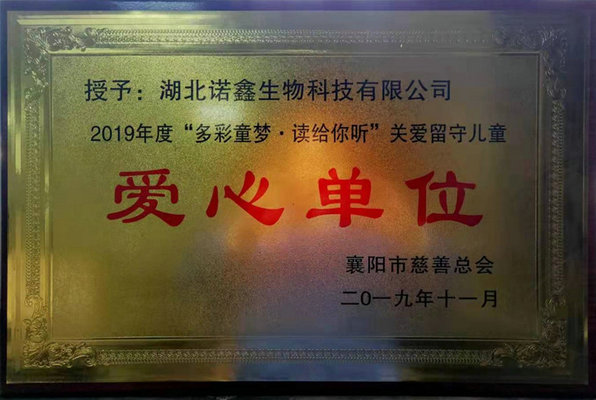 授予：湖北诺鑫生物科技有限公司
2019年度“多彩童梦·读给你听”关爱留守儿童
爱心单位
襄阳市慈善总会
二0一九年十一月